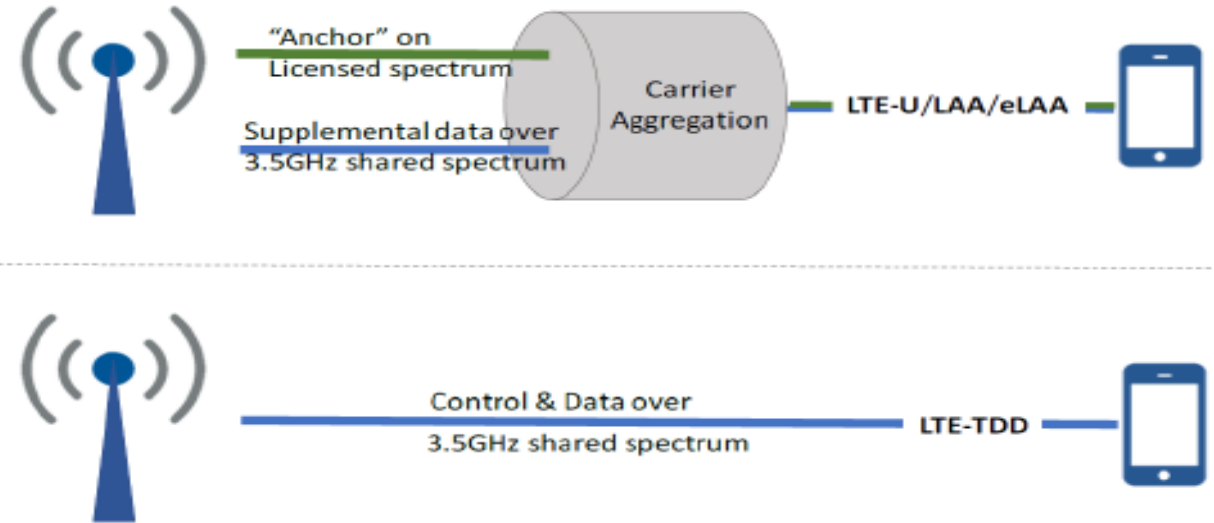 “Anchor” on
Licensed spectrum
Supplemental data over
3.5GHz shared spectrum
Carrier
Aggregation
LTE-U/LAA/eLAA
Control & Data over
3.5GHz shared spectrum
LTE-TDD